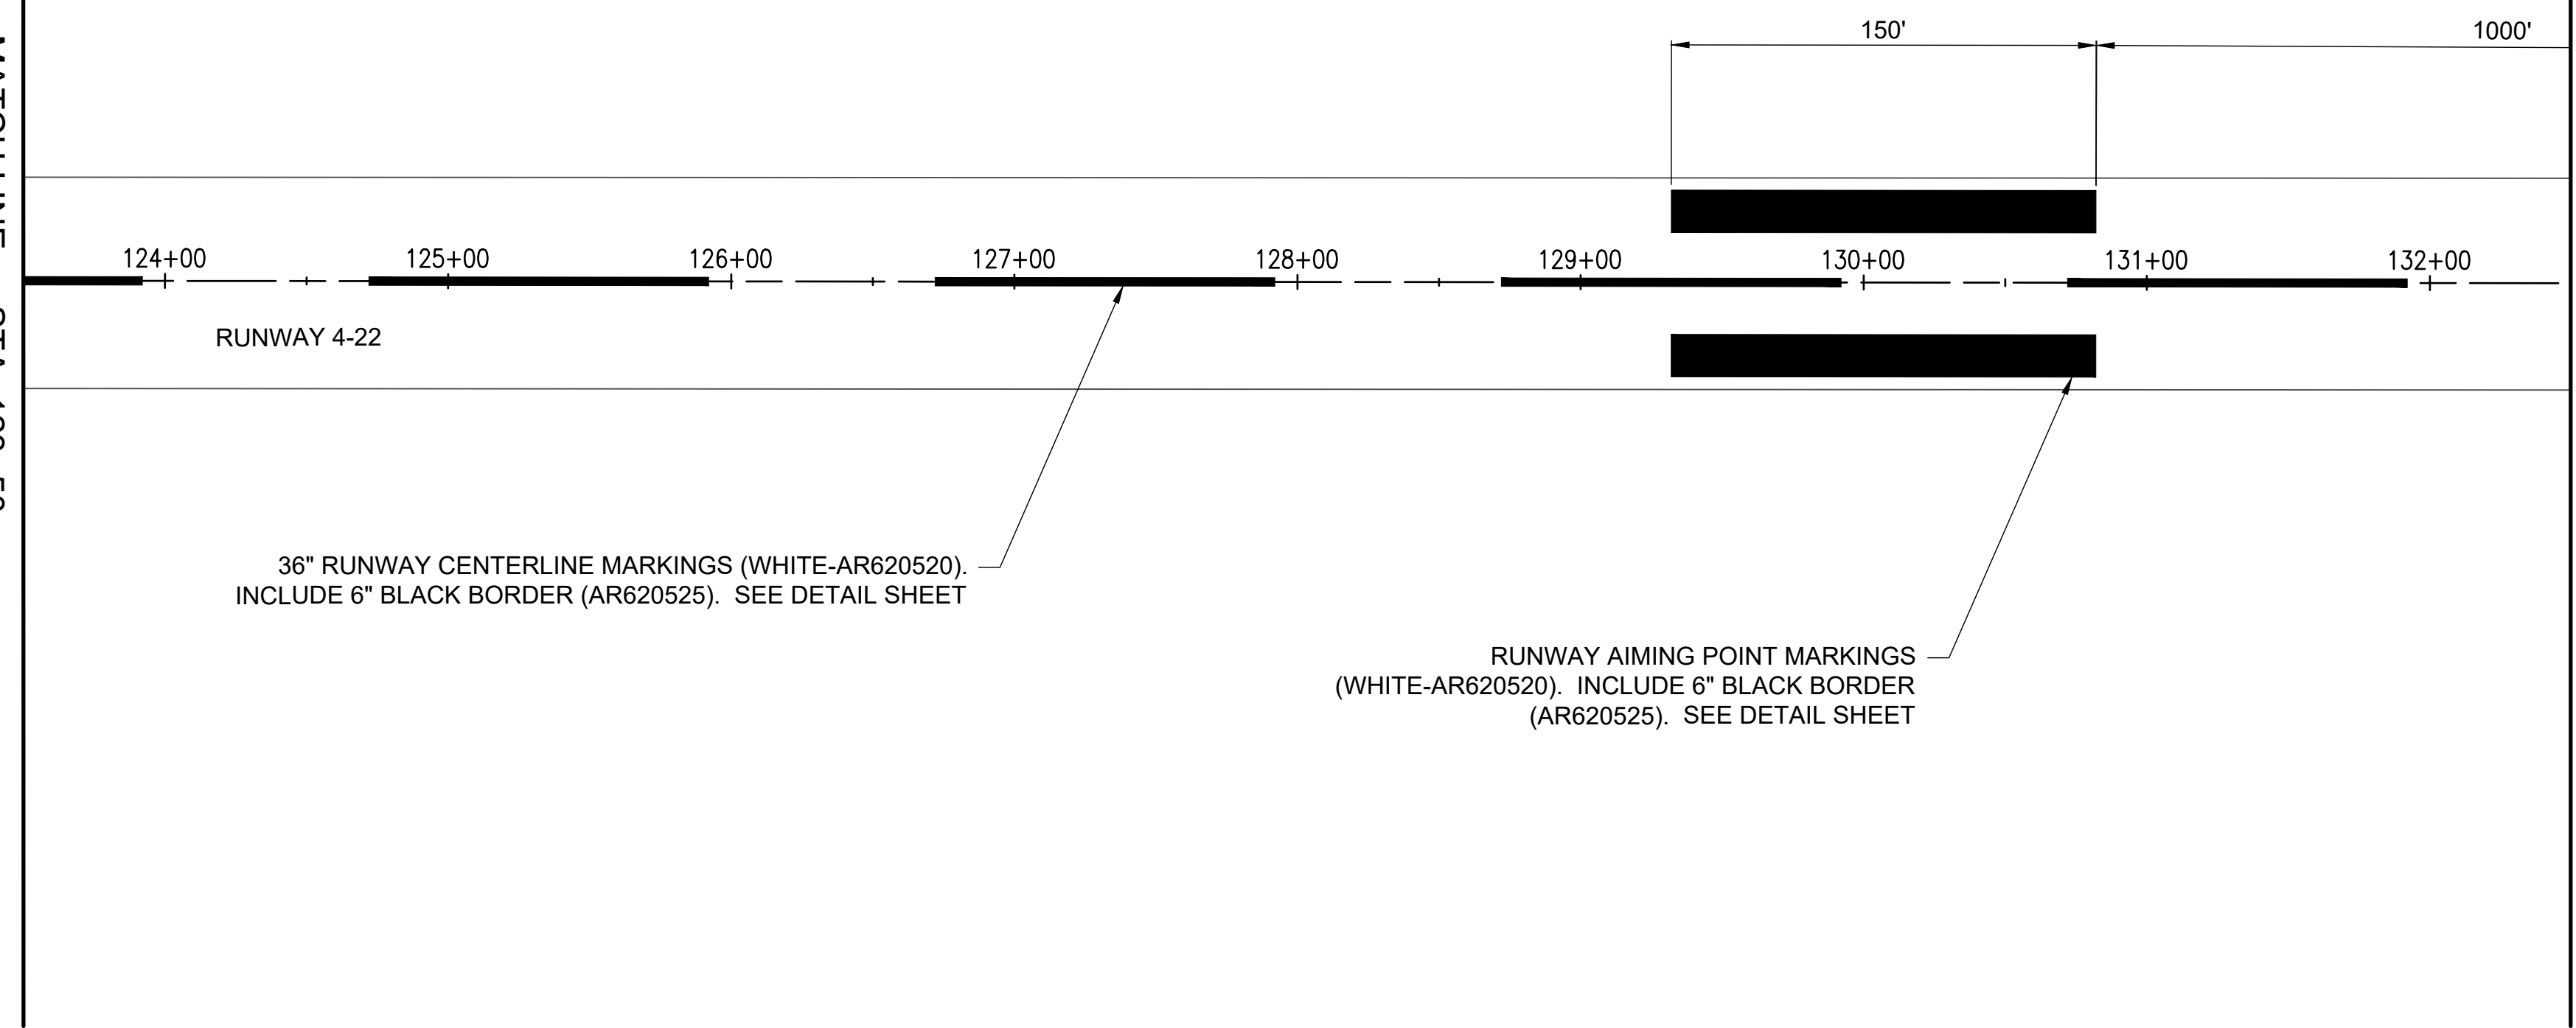 150'
1000'
124+00
125+00
126+00
127+00
128+00
129+00
130+00
131+00
132+00
RUNWAY 4-22
36" RUNWAY CENTERLINE MARKINGS (WHITE-AR620520).
INCLUDE 6" BLACK BORDER (AR620525). SEE DETAIL SHEET
RUNWAY AIMING POINT MARKINGS
(WHITE-AR620520). INCLUDE 6" BLACK BORDER
(AR620525). SEE DETAIL SHEET